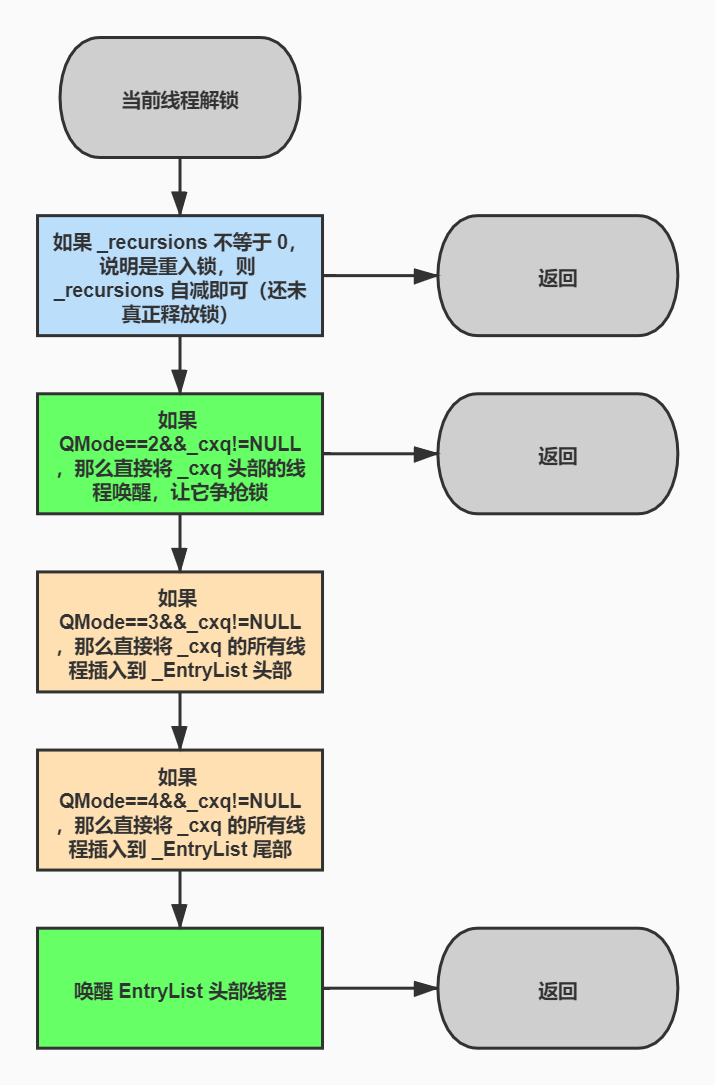 当前线程解锁
如果 _recursions 不等于 0，
说明是重入锁，则
_recursions 自减即可（还未
真正释放锁）
返回
如果
QMode==2&&_cxq!=NULL
，那么直接将 _cxq 头部的线
程唤醒，让它争抢锁
返回
如果
QMode==3&&_cxq!=NULL
，那么直接将 _cxq 的所有线
程插入到 _EntryList 头部
如果
QMode==4&&_cxq!=NULL
，那么直接将 _cxq 的所有线
程插入到 _EntryList 尾部
唤醒 EntryList 头部线程
返回